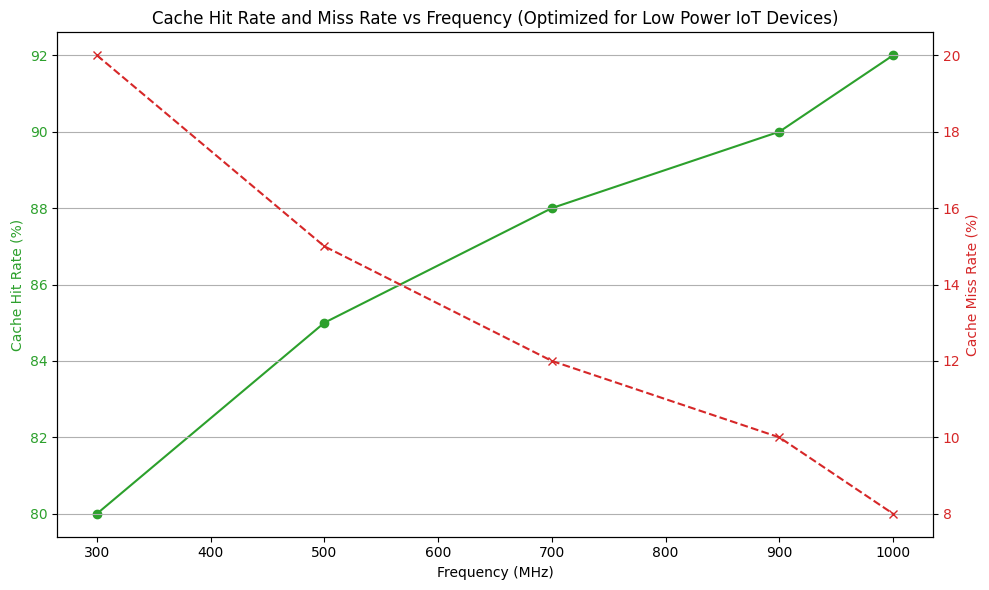 Cache Hit Rate and Miss Rate vs Frequency (Optimized for Low Power IoT Devices)
Cache Hit Rate (%)
92
90
88
86
84
82
80
20
18
16
14
12
10
8
Cache Miss Rate (%)
300 400 500 600 700 800 900 1000
Frequency (MHz)